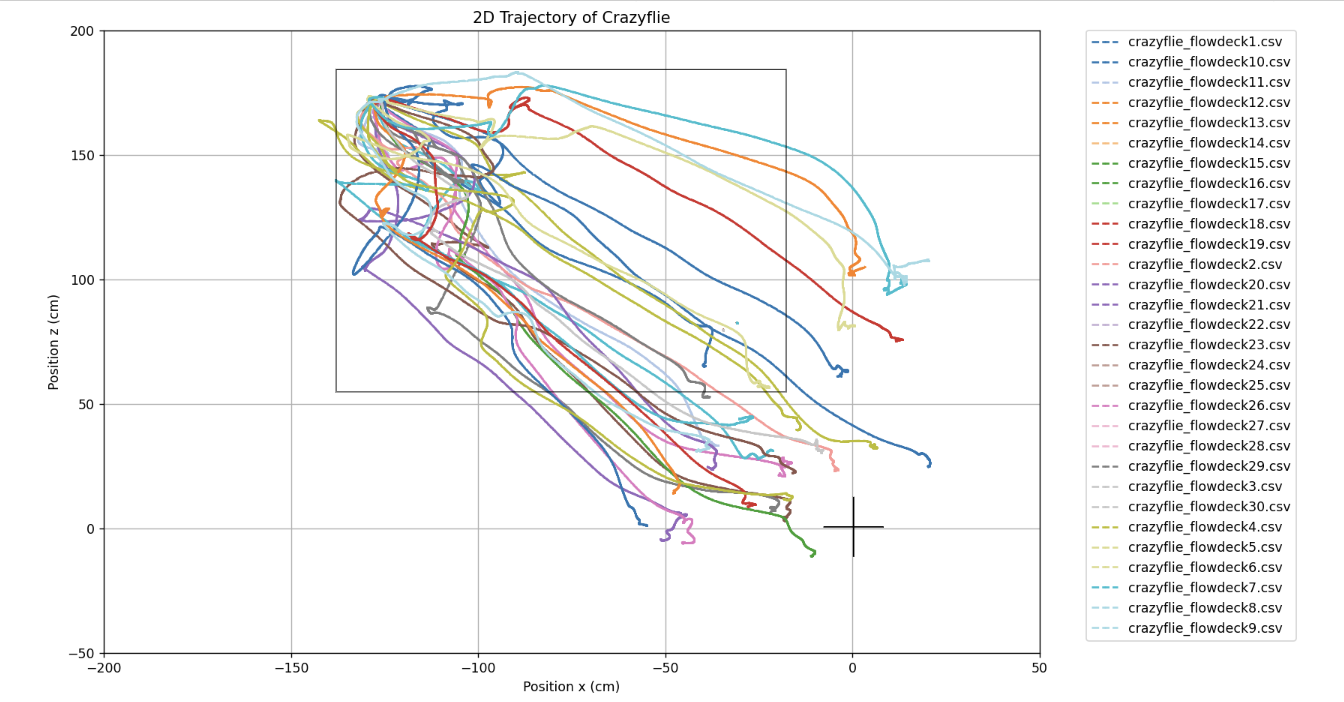 2D Trajectory of Crazyflie
200
150
100
50
0
−50
−200
−150
−100
−50
0
50
Position z (cm)
Position x (cm)
crazyflie_flowdeck1.csv
crazyflie_flowdeck10.csv
crazyflie_flowdeck11.csv
crazyflie_flowdeck12.csv
crazyflie_flowdeck13.csv
crazyflie_flowdeck14.csv
crazyflie_flowdeck15.csv
crazyflie_flowdeck16.csv
crazyflie_flowdeck17.csv
crazyflie_flowdeck18.csv
crazyflie_flowdeck19.csv
crazyflie_flowdeck2.csv
crazyflie_flowdeck20.csv
crazyflie_flowdeck21.csv
crazyflie_flowdeck22.csv
crazyflie_flowdeck23.csv
crazyflie_flowdeck24.csv
crazyflie_flowdeck25.csv
crazyflie_flowdeck26.csv
crazyflie_flowdeck27.csv
crazyflie_flowdeck28.csv
crazyflie_flowdeck29.csv
crazyflie_flowdeck3.csv
crazyflie_flowdeck30.csv
crazyflie_flowdeck4.csv
crazyflie_flowdeck5.csv
crazyflie_flowdeck6.csv
crazyflie_flowdeck7.csv
crazyflie_flowdeck8.csv
crazyflie_flowdeck9.csv